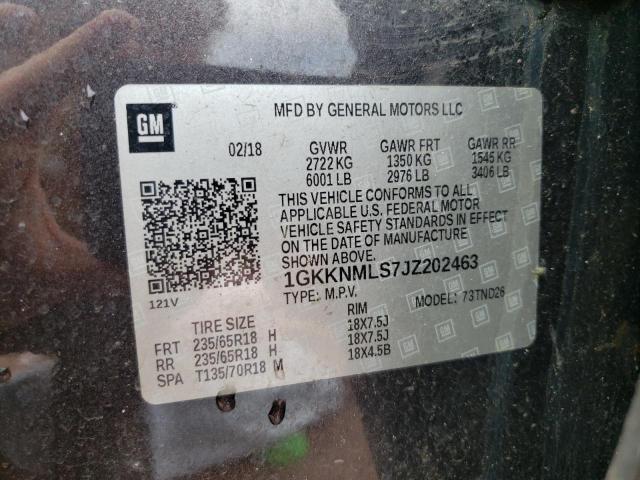 GM
MFD BY GENERAL MOTORS LLC
02/18 GVWR GAWR FRT GAWR RR
2722 KG 1350 KG 1545 KG
6001 LB 2976 LB 3406 LB
THIS VEHICLE CONFORMS TO ALL
APPLICABLE U.S. FEDERAL MOTOR
VEHICLE SAFETY STANDARDS IN EFFECT
ON THE DATE OF MANUFACTURE
SHOWN ABOVE.
1GKKNMLS7JZ202463
121V
TYPE: M.P.V. MODEL: 73TND26
TIRE SIZE RIM
FRT 235/65R18 H 18X7.5J
RR 235/65R18 H 18X7.5J
SPA T135/70R18 M 18X4.5B